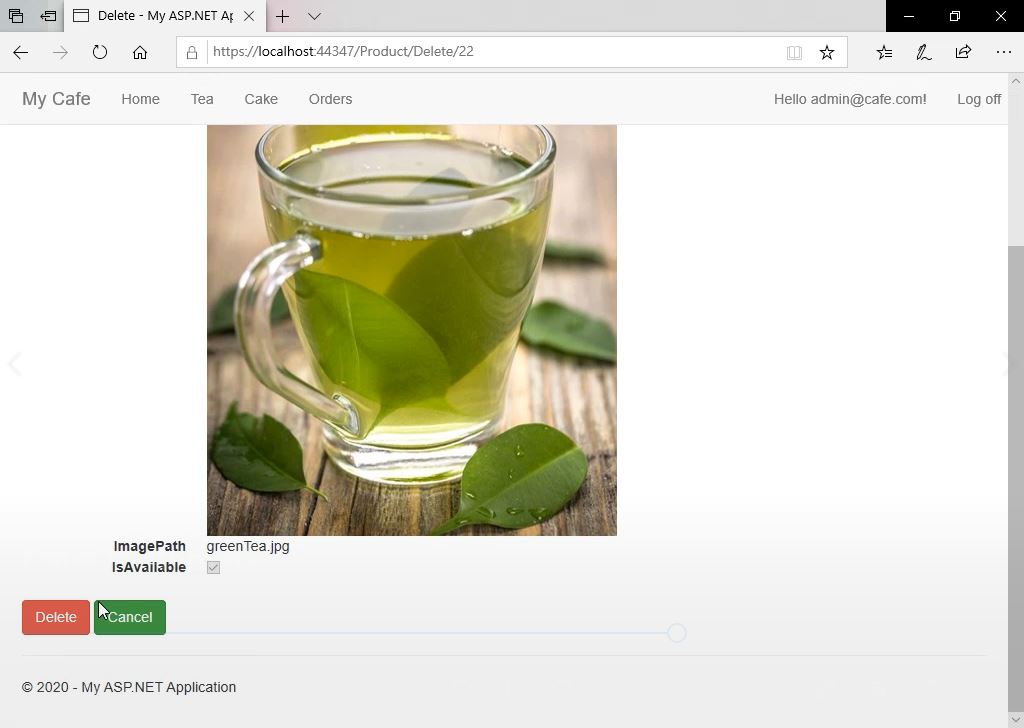 Delete - My ASP.NET Ap
https://localhost:44347/Product/Delete/22
My Cafe Home Tea Cake Orders Hello admin@cafe.com! Log off
ImagePath greenTea.jpg
IsAvailable
Delete Cancel
© 2020 - My ASP.NET Application